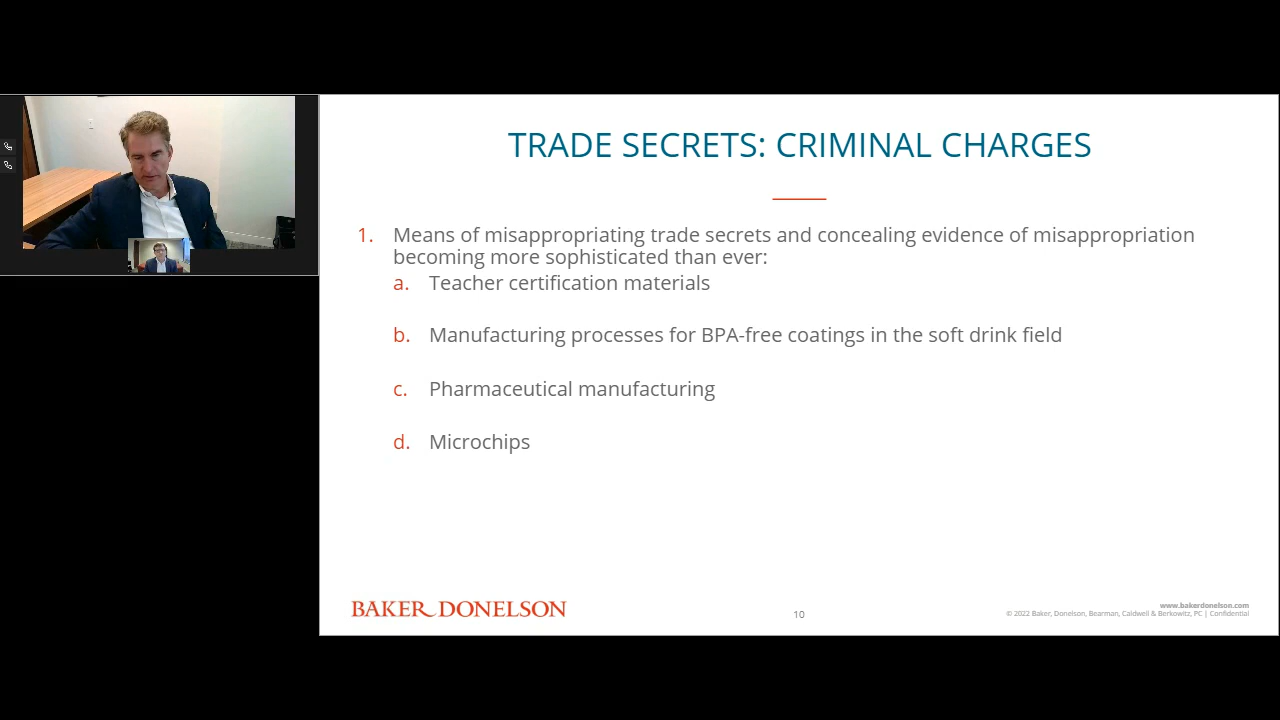 TRADE SECRETS: CRIMINAL CHARGES
1. Means of misappropriating trade secrets and concealing evidence of misappropriation
becoming more sophisticated than ever:
a. Teacher certification materials
b. Manufacturing processes for BPA-free coatings in the soft drink field
c. Pharmaceutical manufacturing
d. Microchips
BAKER DONELSON
10
www.bakerdonelson.com
© 2022 Baker, Donelson, Bearman, Caldwell & Berkowitz, PC | Confidential